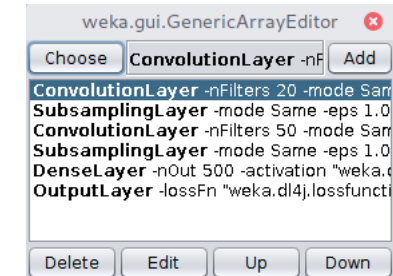 weka.gui.GenericArrayEditor
Choose ConvolutionLayer -nF Add
ConvolutionLayer -nFilters 20 -mode Sam
SubsamplingLayer -mode Same -eps 1.0
ConvolutionLayer -nFilters 50 -mode Sam
SubsamplingLayer -mode Same -eps 1.0
DenseLayer -nOut 500 -activation "weka.d
OutputLayer -lossFn "weka.dl4j.lossfuncti
Delete Edit Up Down